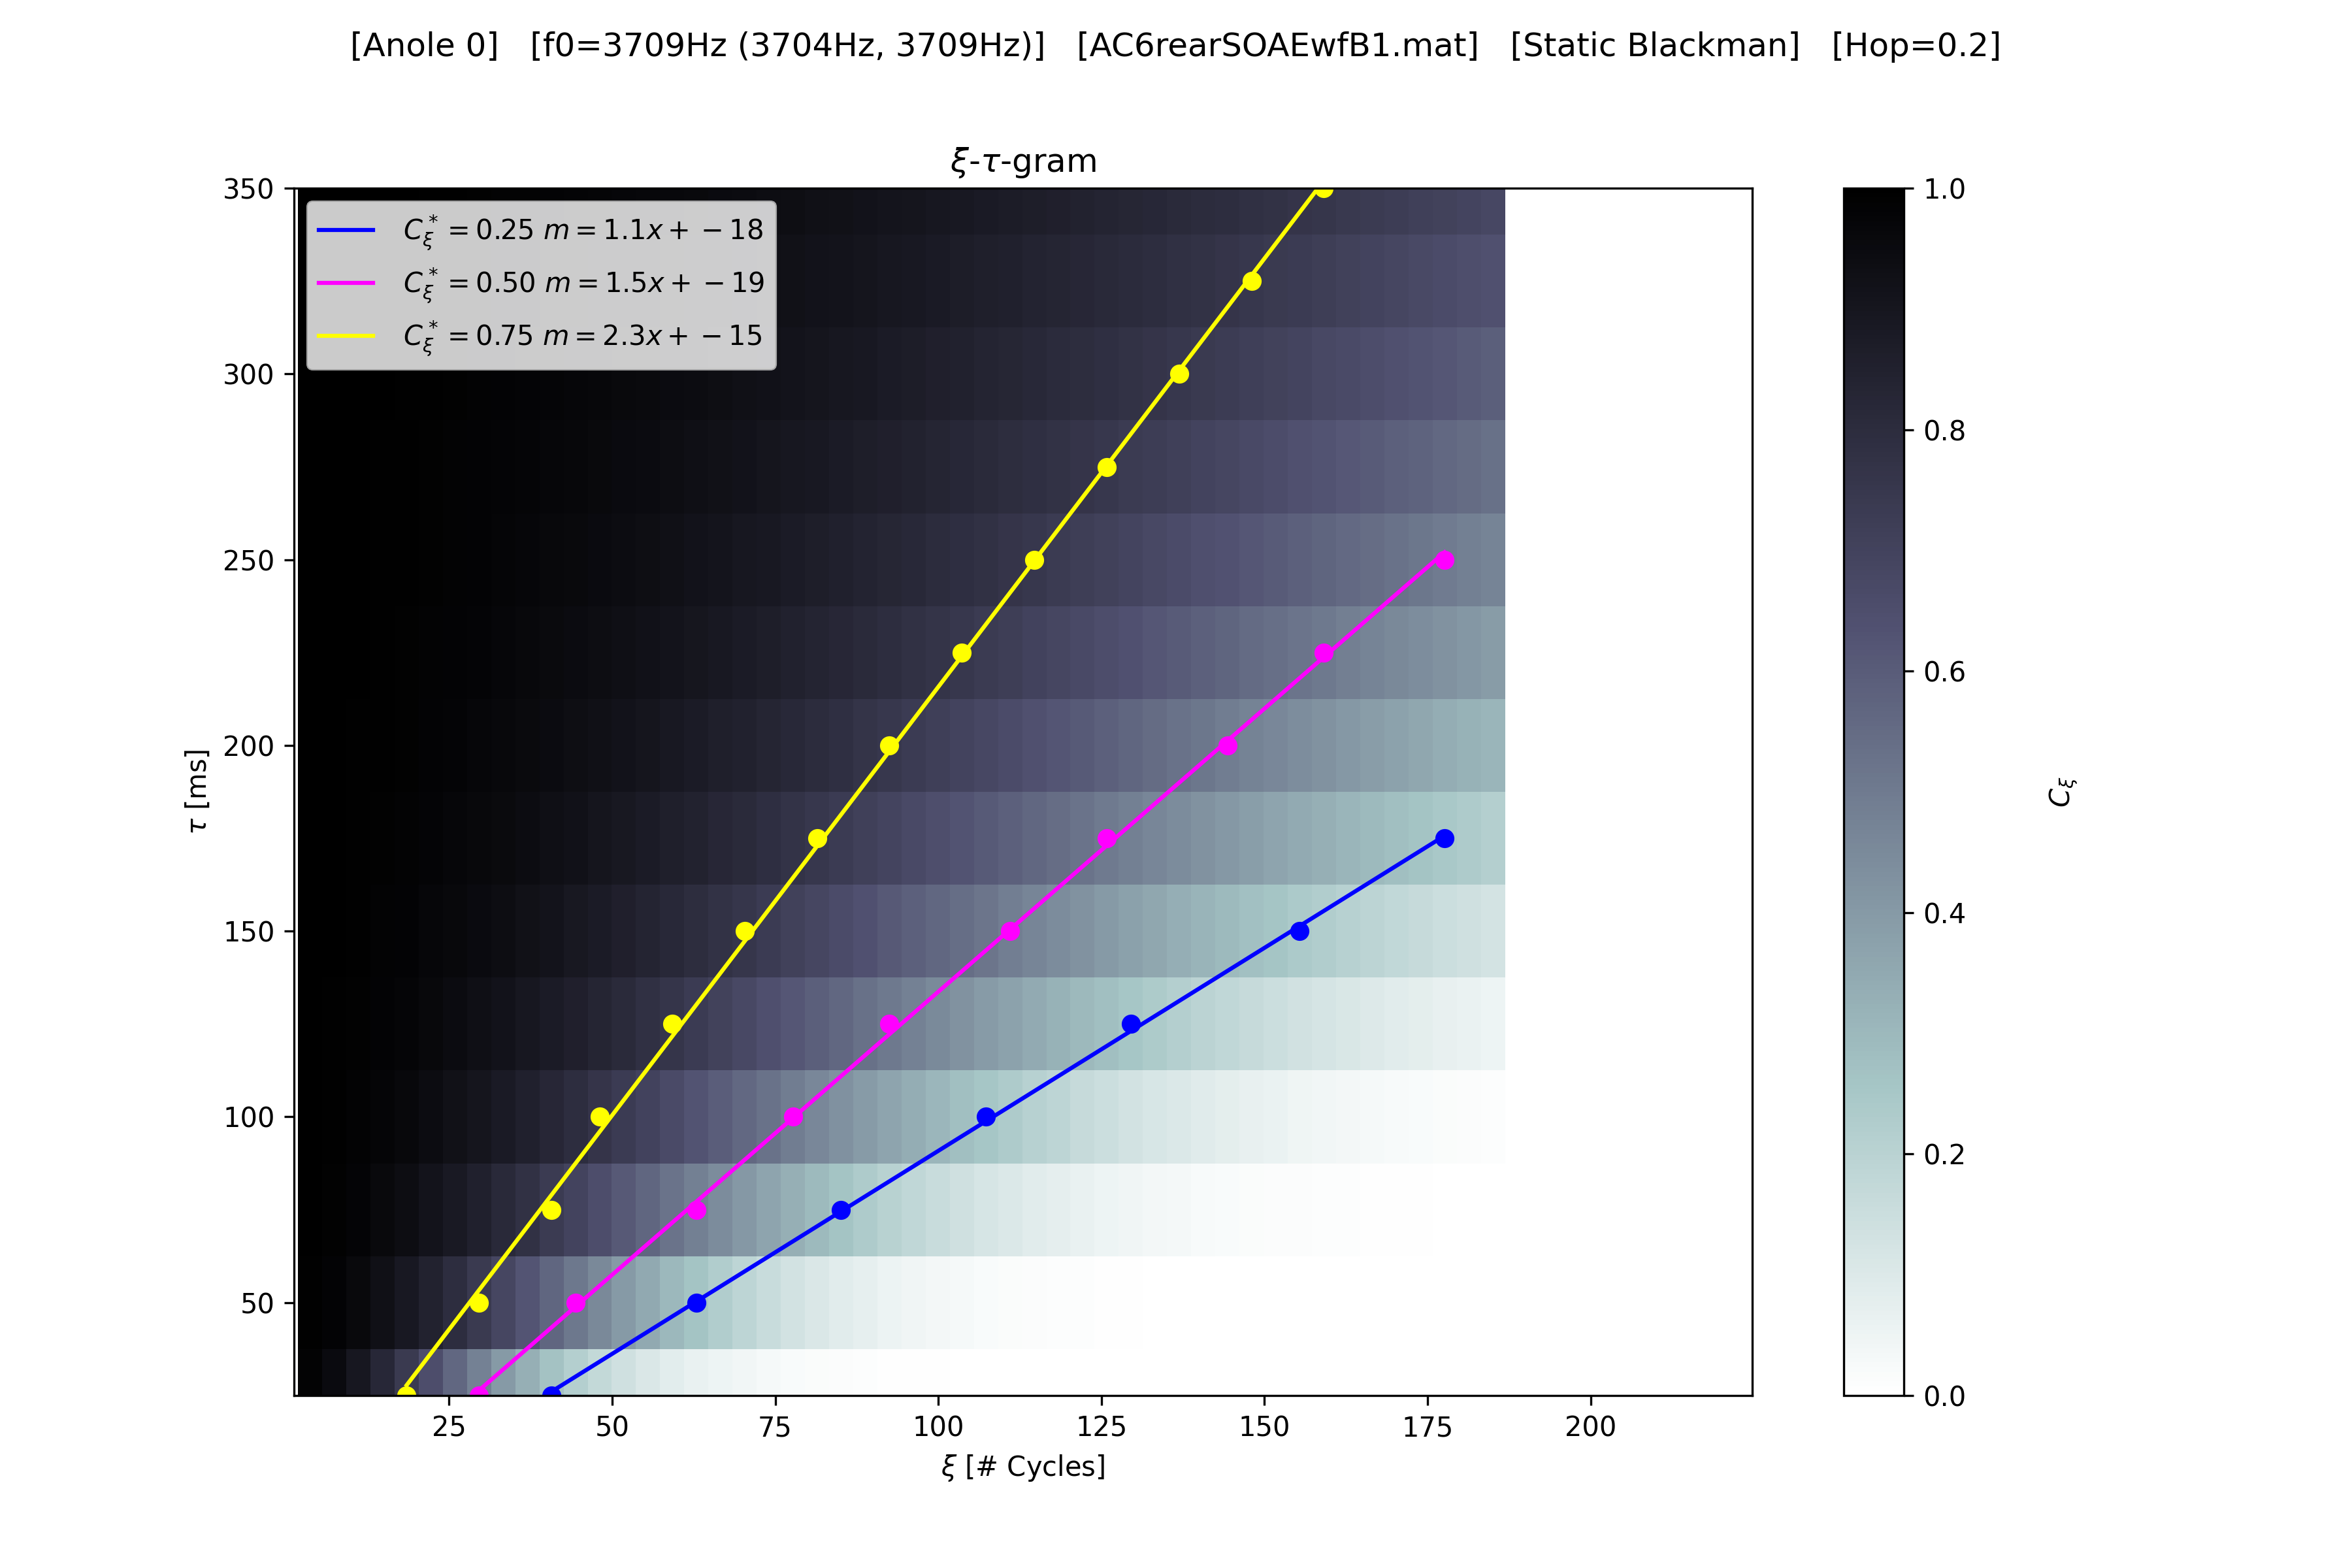 [Anole 0]   [f0=3709Hz (3704Hz, 3709Hz)]   [AC6rearSOAEwfB1.mat]   [Static Blackman]   [Hop=0.2]
ξ-τ-gram
C*ξ = 0.25 m = 1.1x + −18
C*ξ = 0.50 m = 1.5x + −19
C*ξ = 0.75 m = 2.3x + −15
350
300
250
200
150
100
50
τ [ms]
25 50 75 100 125 150 175 200
ξ [# Cycles]
1.0
0.8
0.6
0.4
0.2
0.0
Cξ